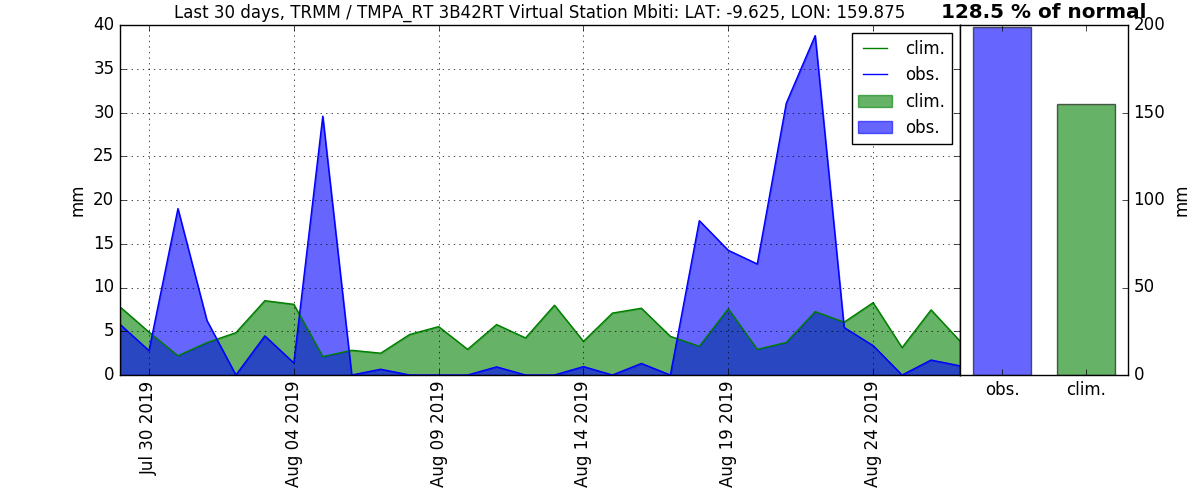 Last 30 days, TRMM / TMPA_RT 3B42RT Virtual Station Mbiti: LAT: -9.625, LON: 159.875
128.5 % of normal
40
35
30
25
20
15
10
5
0
mm
clim.
obs.
clim.
obs.
Jul 30 2019
Aug 04 2019
Aug 09 2019
Aug 14 2019
Aug 19 2019
Aug 24 2019
200
150
100
50
0
mm
obs.
clim.